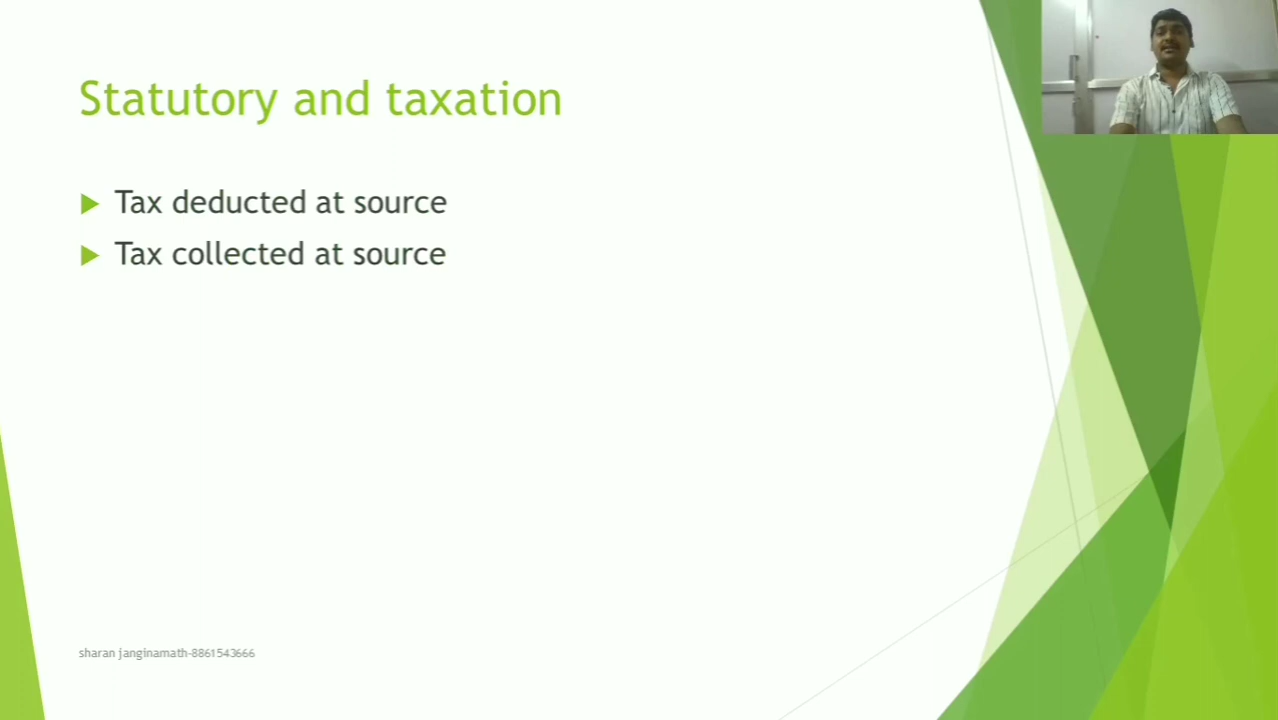 Statutory and taxation
Tax deducted at source
Tax collected at source
sharan janginamath-8861543666